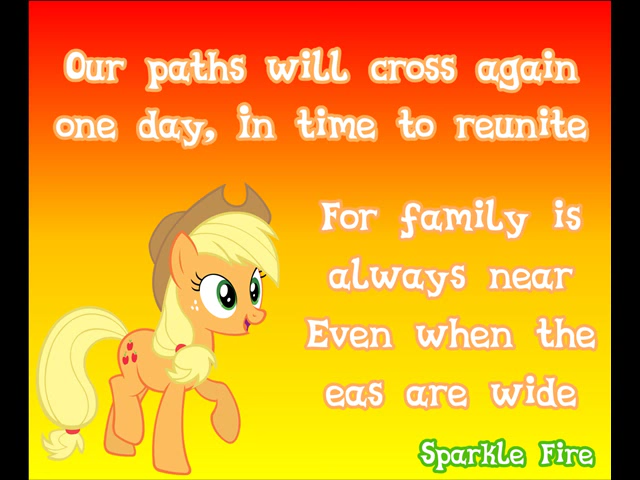 Our paths will cross again
one day, in time to reunite
For family is
always near
Even when the
eas are wide
Sparkle Fire